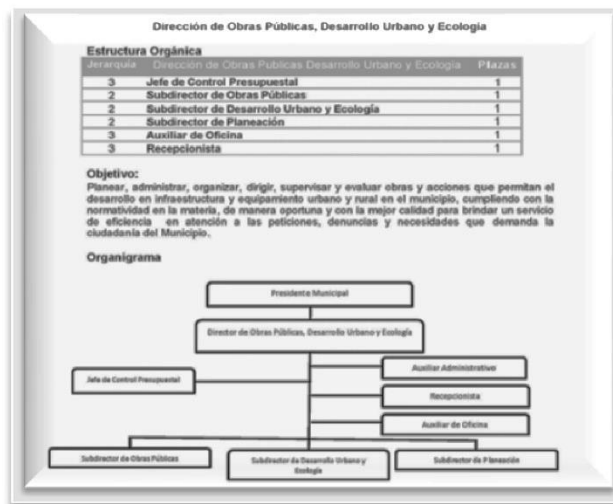 Dirección de Obras Públicas, Desarrollo Urbano y Ecología
Estructura Orgánica
Jerarquía Dirección de Obras Publicas Desarrollo Urbano y Ecología Plazas
3 Jefe de Control Presupuestal 1
2 Subdirector de Obras Públicas 1
2 Subdirector de Desarrollo Urbano y Ecología 1
2 Subdirector de Planeación 1
3 Auxiliar de Oficina 1
3 Recepcionista 1
Objetivo:
Planear, administrar, organizar, dirigir, supervisar y evaluar obras y acciones que permitan el
desarrollo en infraestructura y equipamiento urbano y rural en el municipio, cumpliendo con la
normatividad en la materia, de manera oportuna y con la mejor calidad para brindar un servicio
de eficiencia en atención a las peticiones, denuncias y necesidades que demanda la
ciudadanía del Municipio.
Organigrama
Presidente Municipal
Director de Obras Públicas, Desarrollo Urbano y Ecología
Auxiliar Administrativo
Jefe de Control Presupuestal
Recepcionista
Auxiliar de Oficina
Subdirector de Obras Públicas
Subdirector de Desarrollo Urbano y
Ecología
Subdirector de Planeación